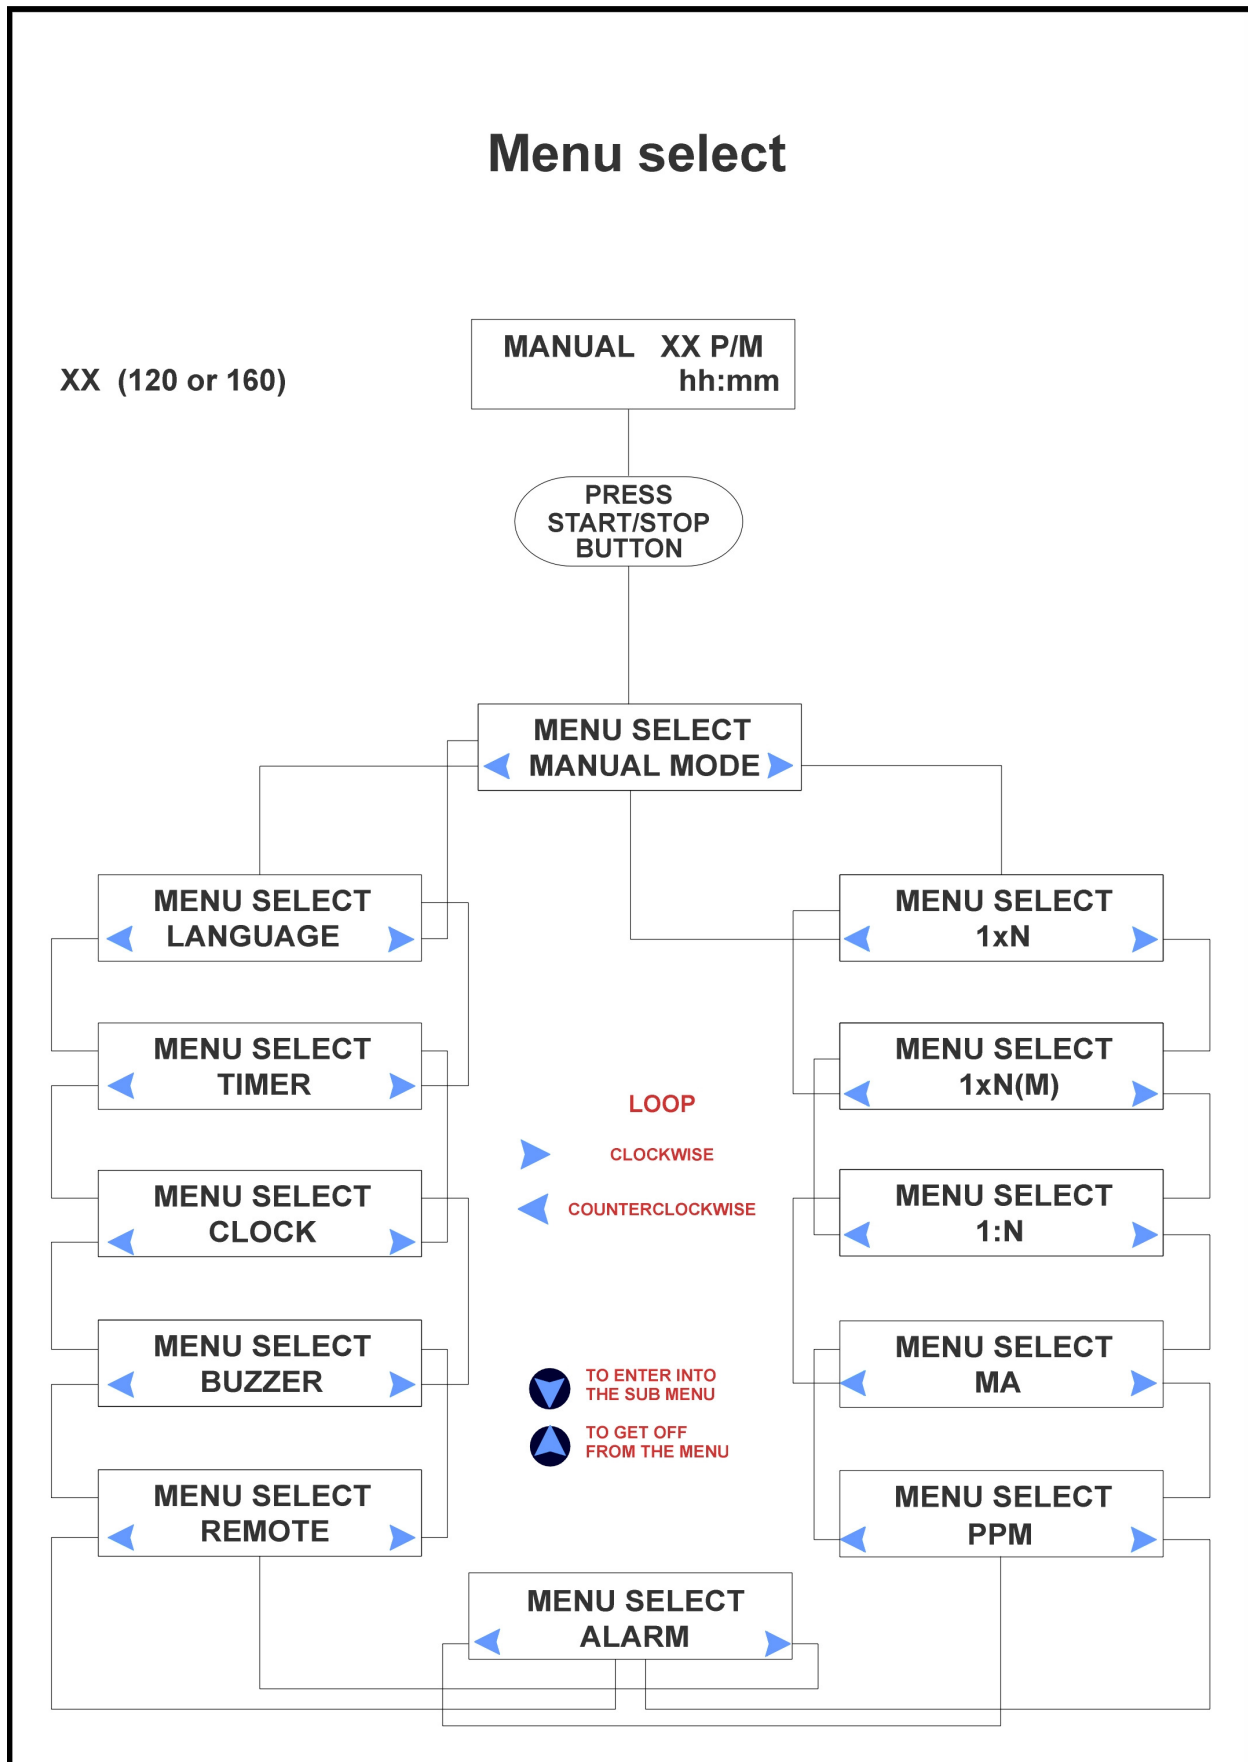 Menu select
MANUAL XX P/M
hh:mm
XX (120 or 160)
PRESS
START/STOP
BUTTON
MENU SELECT
MANUAL MODE
MENU SELECT
LANGUAGE
MENU SELECT
1xN
MENU SELECT
TIMER
MENU SELECT
1xN(M)
LOOP
CLOCKWISE
COUNTERCLOCKWISE
MENU SELECT
CLOCK
MENU SELECT
1:N
MENU SELECT
BUZZER
MENU SELECT
MA
TO ENTER INTO
THE SUB MENU
TO GET OFF
FROM THE MENU
MENU SELECT
REMOTE
MENU SELECT
PPM
MENU SELECT
ALARM